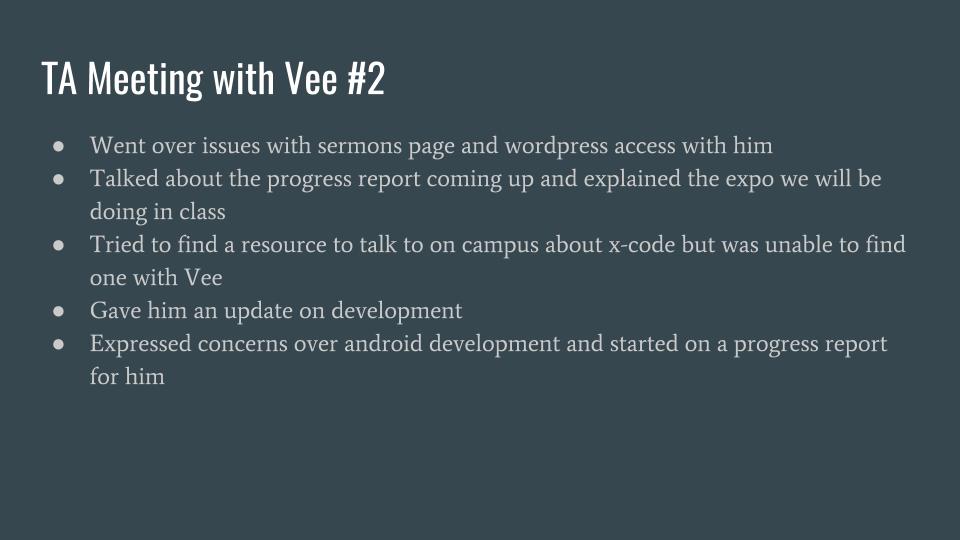 TA Meeting with Vee #2
● Went over issues with sermons page and wordpress access with him
● Talked about the progress report coming up and explained the expo we will be
doing in class
● Tried to find a resource to talk to on campus about x-code but was unable to find
one with Vee
● Gave him an update on development
● Expressed concerns over android development and started on a progress report
for him